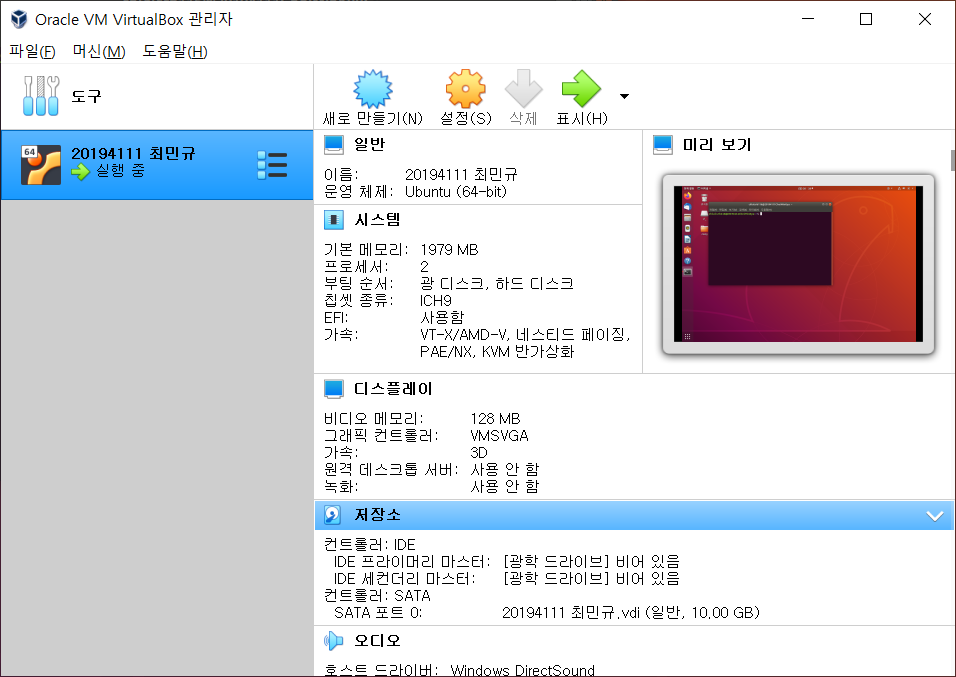 Oracle VM VirtualBox 관리자
파일(F) 머신(M) 도움말(H)
도구
새로 만들기(N) 설정(S) 삭제 표시(H)
64
20194111 최민규
실행 중
일반
이름: 20194111 최민규
운영 체제: Ubuntu (64-bit)
미리 보기
시스템
기본 메모리: 1979 MB
프로세서: 2
부팅 순서: 광 디스크, 하드 디스크
칩셋 종류: ICH9
EFI: 사용함
가속: VT-X/AMD-V, 네스티드 페이징,
PAE/NX, KVM 반가상화
디스플레이
비디오 메모리: 128 MB
그래픽 컨트롤러: VMSVGA
가속: 3D
원격 데스크톱 서버: 사용 안 함
녹화: 사용 안 함
저장소
컨트롤러: IDE
IDE 프라이머리 마스터: [광학 드라이브] 비어 있음
IDE 세컨더리 마스터: [광학 드라이브] 비어 있음
컨트롤러: SATA
SATA 포트 0: 20194111 최민규.vdi (일반, 10.00 GB)
오디오
호스트 드라이버: Windows DirectSound